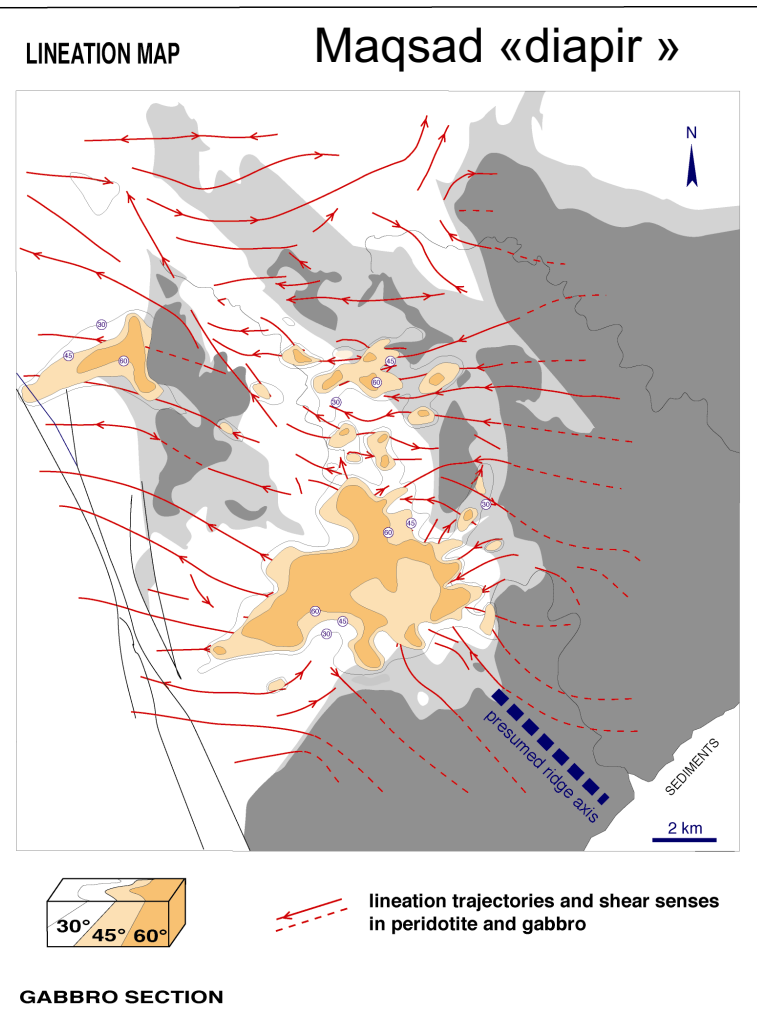 LINEATION MAP
Maqsad «diapir »
N
30
45
60
45
60
30
30
45
60
60
45
30
presumed ridge axis
SEDIMENTS
2 km
30° 45° 60°
lineation trajectories and shear senses
in peridotite and gabbro
GABBRO SECTION